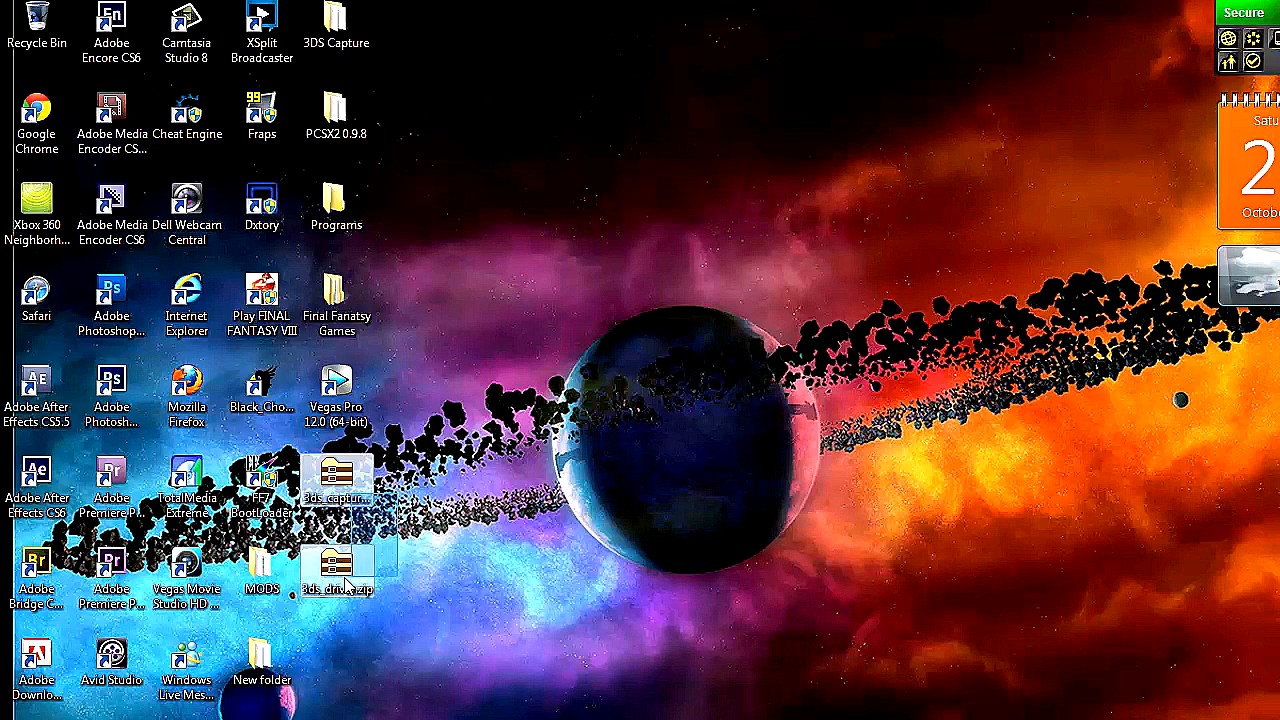 Recycle Bin
Adobe
Encore CS6
Camtasia
Studio 8
XSplit
Broadcaster
3DS Capture
Google
Chrome
Adobe Media
Encoder CS...
Cheat Engine
99
Fraps
PCSX2 0.9.8
Xbox 360
Neighborh...
Adobe Media
Encoder CS6
Dell Webcam
Central
Dxtory
Programs
Safari
Adobe
Photoshop...
Internet
Explorer
Play FINAL
FANTASY VIII
Final Fanatsy
Games
Adobe After
Effects CS5.5
Adobe
Photosh...
Mozilla
Firefox
Black_Cho...
Vegas Pro
12.0 (64-bit)
Adobe After
Effects CS6
Adobe
Premiere P...
TotalMedia
Extreme
FF7
BootLoader
3ds_captur...
Adobe
Bridge C...
Adobe
Premiere P...
Vegas Movie
Studio HD ...
MODS
Adobe
Downlo...
Avid Studio
Windows
Live Mes...
New folder
Secure
Satu
2
Octobe